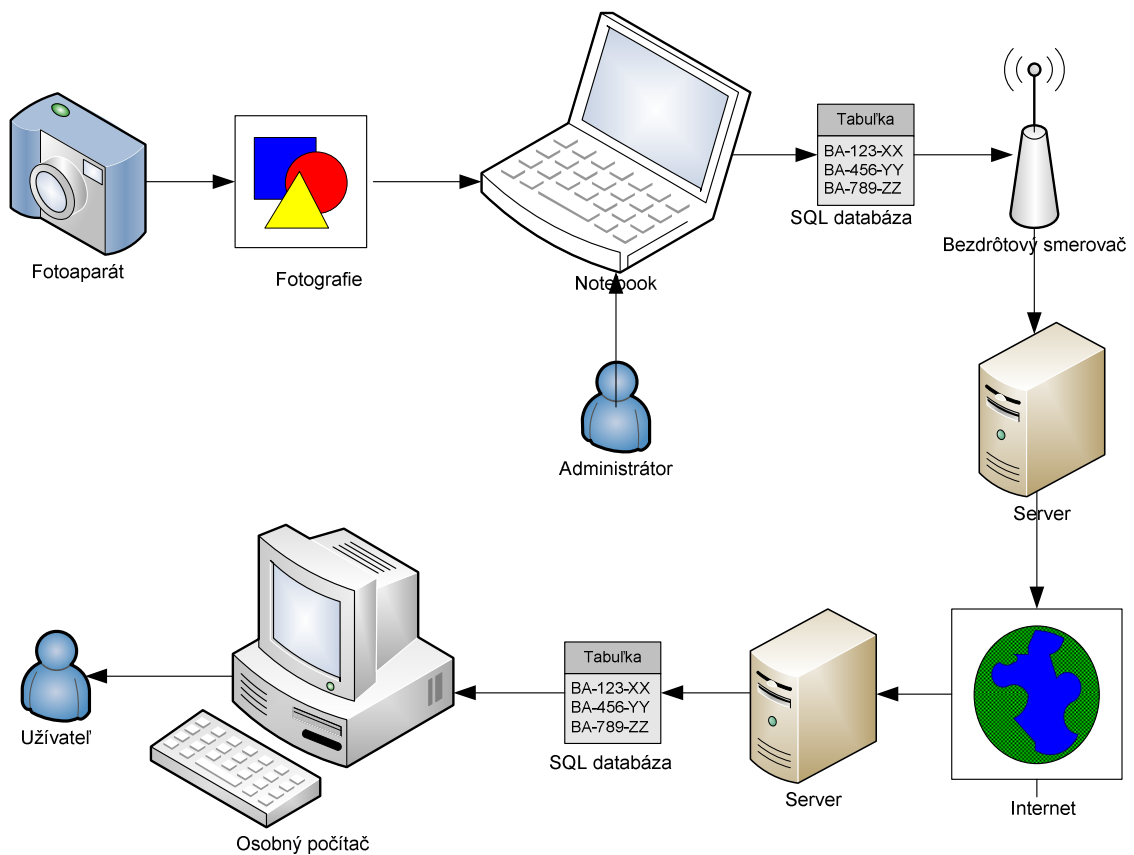 Fotoaparát
Fotografie
Notebook
Tabuľka
BA-123-XX
BA-456-YY
BA-789-ZZ
SQL databáza
Bezdrôtový smerovač
Administrátor
Server
Internet
Server
Tabuľka
BA-123-XX
BA-456-YY
BA-789-ZZ
SQL databáza
Osobný počítač
Užívateľ